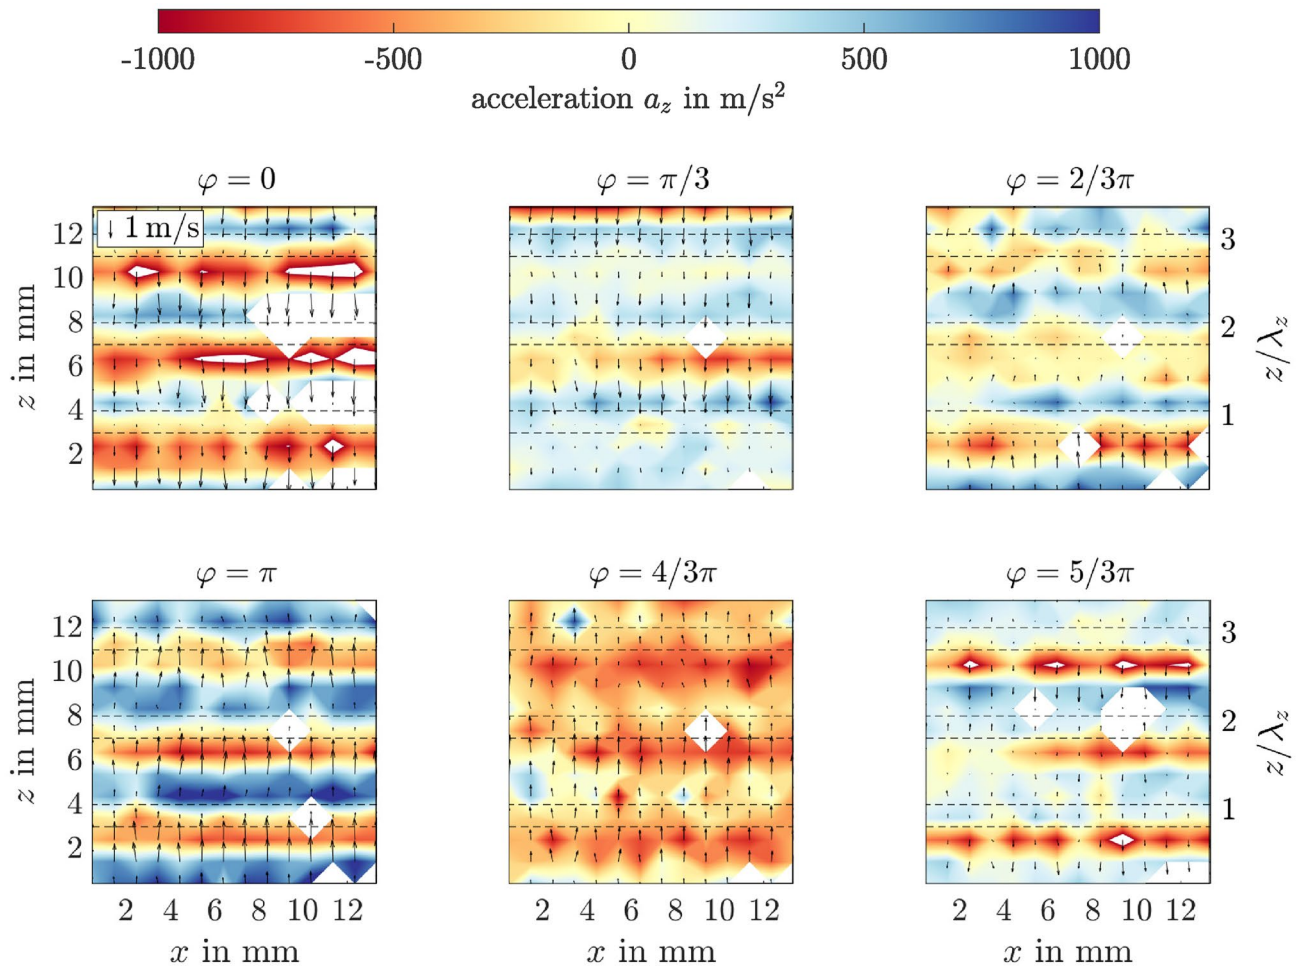 -1000 -500 0 500 1000
acceleration a_z in m/s²
φ = 0 φ = π/3 φ = 2/3π
↓ 1 m/s
12
10
8
6
4
2
z in mm
3
2
1
z/λ_z
φ = π φ = 4/3π φ = 5/3π
12
10
8
6
4
2
z in mm
3
2
1
z/λ_z
2 4 6 8 10 12 2 4 6 8 10 12 2 4 6 8 10 12
x in mm x in mm x in mm